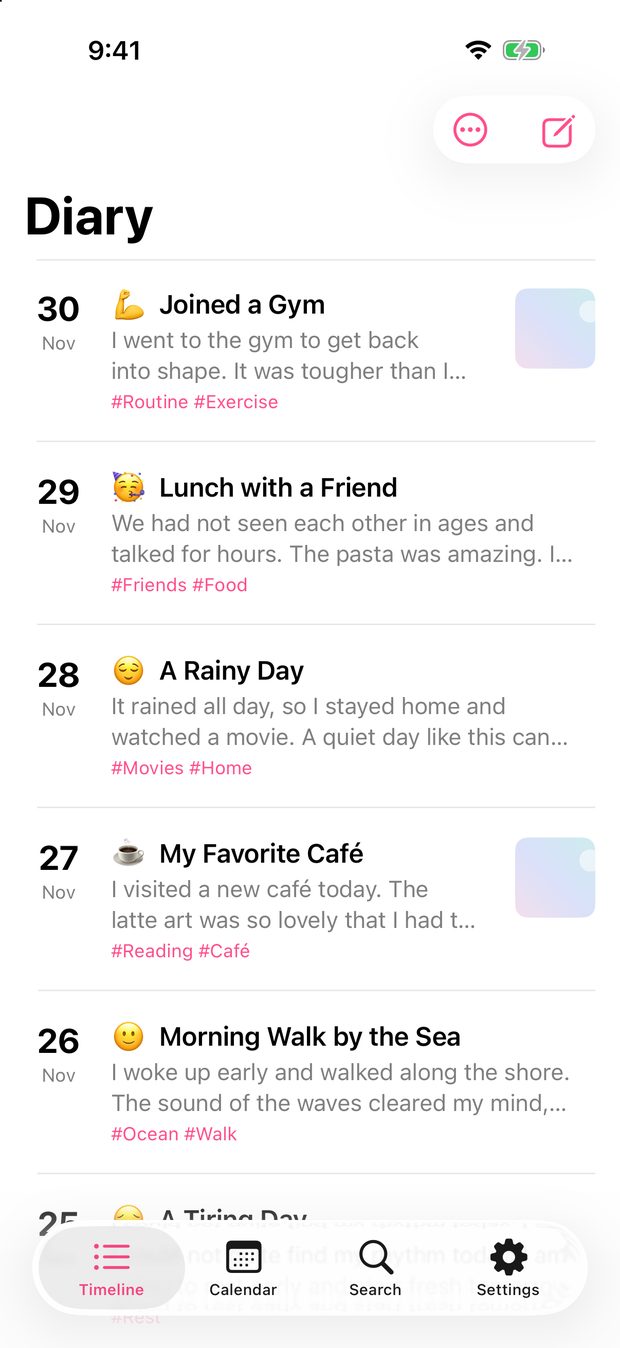 9:41
Diary
30
Nov
💪 Joined a Gym
I went to the gym to get back
into shape. It was tougher than I...
#Routine #Exercise
29
Nov
🥳 Lunch with a Friend
We had not seen each other in ages and
talked for hours. The pasta was amazing. I...
#Friends #Food
28
Nov
😌 A Rainy Day
It rained all day, so I stayed home and
watched a movie. A quiet day like this can...
#Movies #Home
27
Nov
☕ My Favorite Café
I visited a new café today. The
latte art was so lovely that I had t...
#Reading #Café
26
Nov
🙂 Morning Walk by the Sea
I woke up early and walked along the shore.
The sound of the waves cleared my mind,...
#Ocean #Walk
25
A Tiring Day
#Rest
Timeline
Calendar
Search
Settings